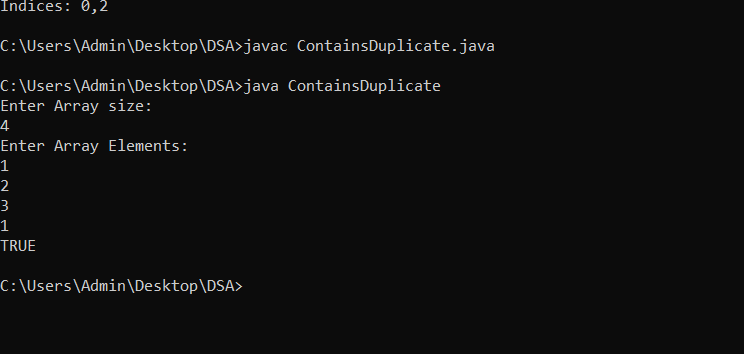 Indices: 0,2
C:\Users\Admin\Desktop\DSA>javac ContainsDuplicate.java
C:\Users\Admin\Desktop\DSA>java ContainsDuplicate
Enter Array size:
4
Enter Array Elements:
1
2
3
1
TRUE
C:\Users\Admin\Desktop\DSA>